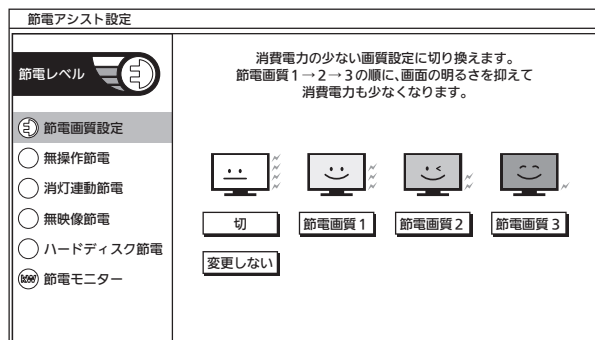 節電アシスト設定
節電レベル
消費電力の少ない画質設定に切り換えます。
節電画質1→2→3の順に、画面の明るさを抑えて
消費電力も少なくなります。
節電画質設定
無操作節電
消灯連動節電
無映像節電
ハードディスク節電
節電モニター
切
節電画質1
節電画質2
節電画質3
変更しない